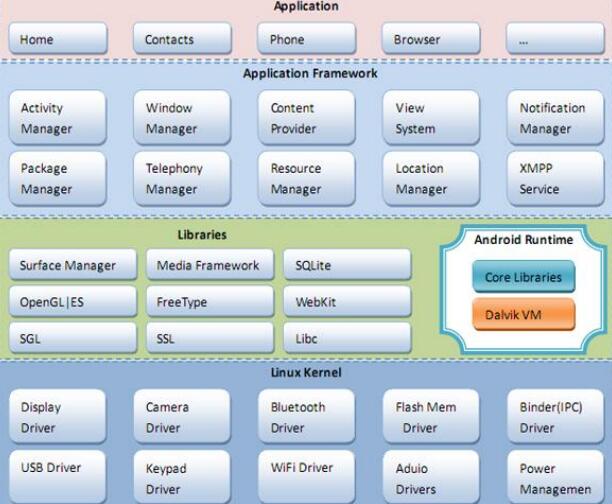 Application
Home
Contacts
Phone
Browser
...
Application Framework
Activity
Manager
Window
Manager
Content
Provider
View
System
Notification
Manager
Package
Manager
Telephony
Manager
Resource
Manager
Location
Manager
XMPP
Service
Libraries
Surface Manager
Media Framework
SQLite
OpenGL|ES
FreeType
WebKit
SGL
SSL
Libc
Android Runtime
Core Libraries
Dalvik VM
Linux Kernel
Display
Driver
Camera
Driver
Bluetooth
Driver
Flash Mem
Driver
Binder(IPC)
Driver
USB Driver
Keypad
Driver
WiFi Driver
Aduio
Drivers
Power
Managemen